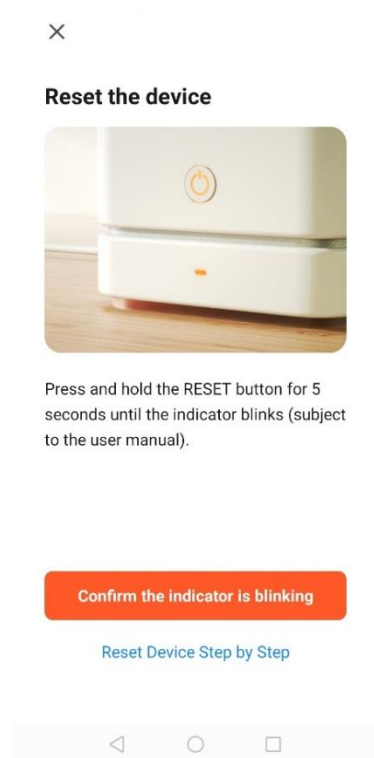 Reset the device
Press and hold the RESET button for 5
seconds until the indicator blinks (subject
to the user manual).
Confirm the indicator is blinking
Reset Device Step by Step